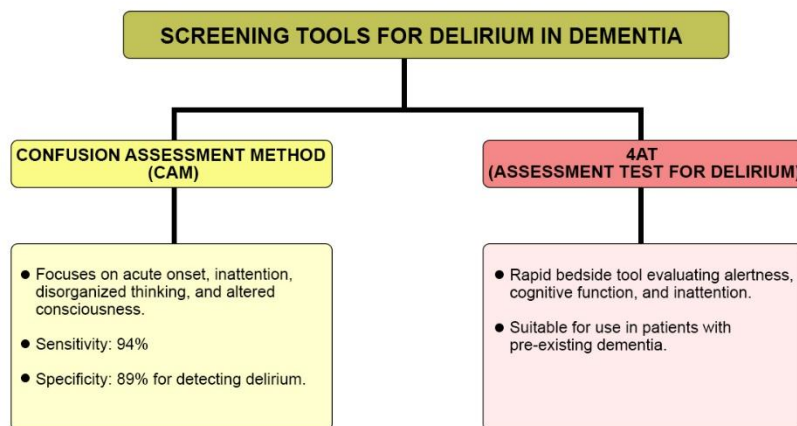 SCREENING TOOLS FOR DELIRIUM IN DEMENTIA
CONFUSION ASSESSMENT METHOD
(CAM)
● Focuses on acute onset, inattention,
disorganized thinking, and altered
consciousness.
● Sensitivity: 94%
● Specificity: 89% for detecting delirium.
4AT
(ASSESSMENT TEST FOR DELIRIUM)
● Rapid bedside tool evaluating alertness,
cognitive function, and inattention.
● Suitable for use in patients with
pre-existing dementia.